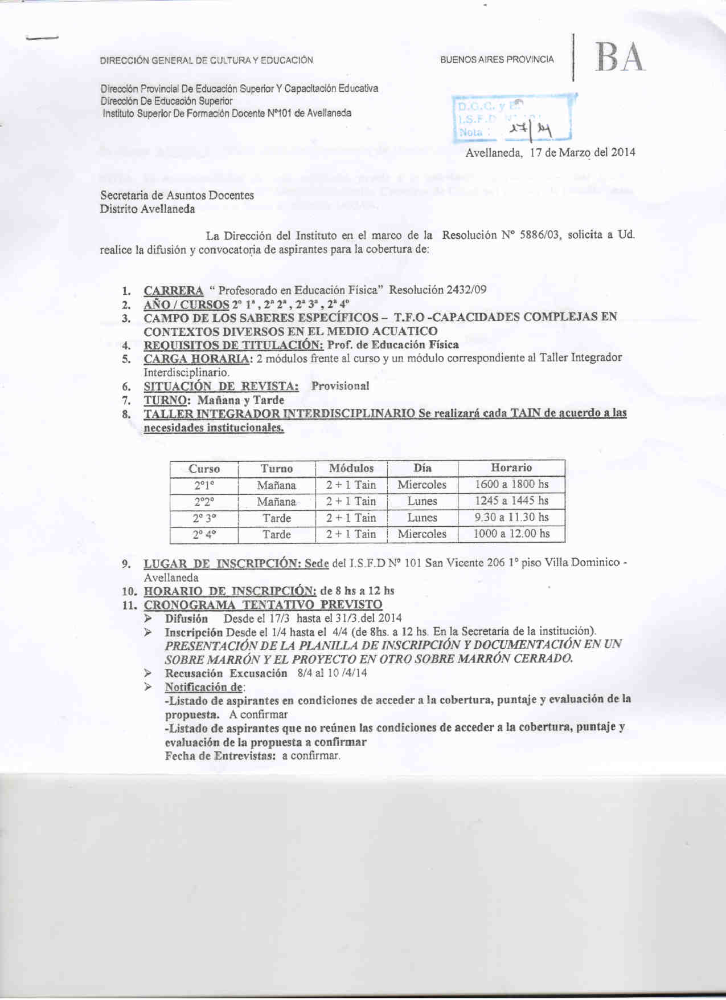 DIRECCIÓN GENERAL DE CULTURA Y EDUCACIÓN
BUENOS AIRES PROVINCIA
BA
Dirección Provincial De Educación Superior Y Capacitación Educativa
Dirección De Educación Superior
Instituto Superior De Formación Docente Nº101 de Avellaneda
D.G.C. y E.
I.S.F.D Nº 101
Nota :
Avellaneda, 17 de Marzo del 2014
Secretaria de Asuntos Docentes
Distrito Avellaneda
La Dirección del Instituto en el marco de la Resolución Nº 5886/03, solicita a Ud.
realice la difusión y convocatoria de aspirantes para la cobertura de:
1. CARRERA “ Profesorado en Educación Física” Resolución 2432/09
2. AÑO / CURSOS 2º 1ª , 2ª 2ª , 2ª 3ª , 2ª 4º
3. CAMPO DE LOS SABERES ESPECÍFICOS – T.F.O -CAPACIDADES COMPLEJAS EN
CONTEXTOS DIVERSOS EN EL MEDIO ACUATICO
4. REQUISITOS DE TITULACIÓN: Prof. de Educación Física
5. CARGA HORARIA: 2 módulos frente al curso y un módulo correspondiente al Taller Integrador
Interdisciplinario.
6. SITUACIÓN DE REVISTA: Provisional
7. TURNO: Mañana y Tarde
8. TALLER INTEGRADOR INTERDISCIPLINARIO Se realizará cada TAIN de acuerdo a las
necesidades institucionales.
Curso Turno Módulos Día Horario
2º1º Mañana 2 + 1 Tain Miercoles 1600 a 1800 hs
2º2º Mañana 2 + 1 Tain Lunes 1245 a 1445 hs
2º 3º Tarde 2 + 1 Tain Lunes 9.30 a 11.30 hs
2º 4º Tarde 2 + 1 Tain Miercoles 1000 a 12.00 hs
9. LUGAR DE INSCRIPCIÓN: Sede del I.S.F.D Nº 101 San Vicente 206 1º piso Villa Dominico -
Avellaneda
10. HORARIO DE INSCRIPCIÓN: de 8 hs a 12 hs
11. CRONOGRAMA TENTATIVO PREVISTO
➢ Difusión Desde el 17/3 hasta el 31/3.del 2014
➢ Inscripción Desde el 1/4 hasta el 4/4 (de 8hs. a 12 hs. En la Secretaría de la institución).
PRESENTACIÓN DE LA PLANILLA DE INSCRIPCIÓN Y DOCUMENTACIÓN EN UN
SOBRE MARRÓN Y EL PROYECTO EN OTRO SOBRE MARRÓN CERRADO.
➢ Recusación Excusación 8/4 al 10 /4/14
➢ Notificación de:
-Listado de aspirantes en condiciones de acceder a la cobertura, puntaje y evaluación de la
propuesta. A confirmar
-Listado de aspirantes que no reúnen las condiciones de acceder a la cobertura, puntaje y
evaluación de la propuesta a confirmar
Fecha de Entrevistas: a confirmar.